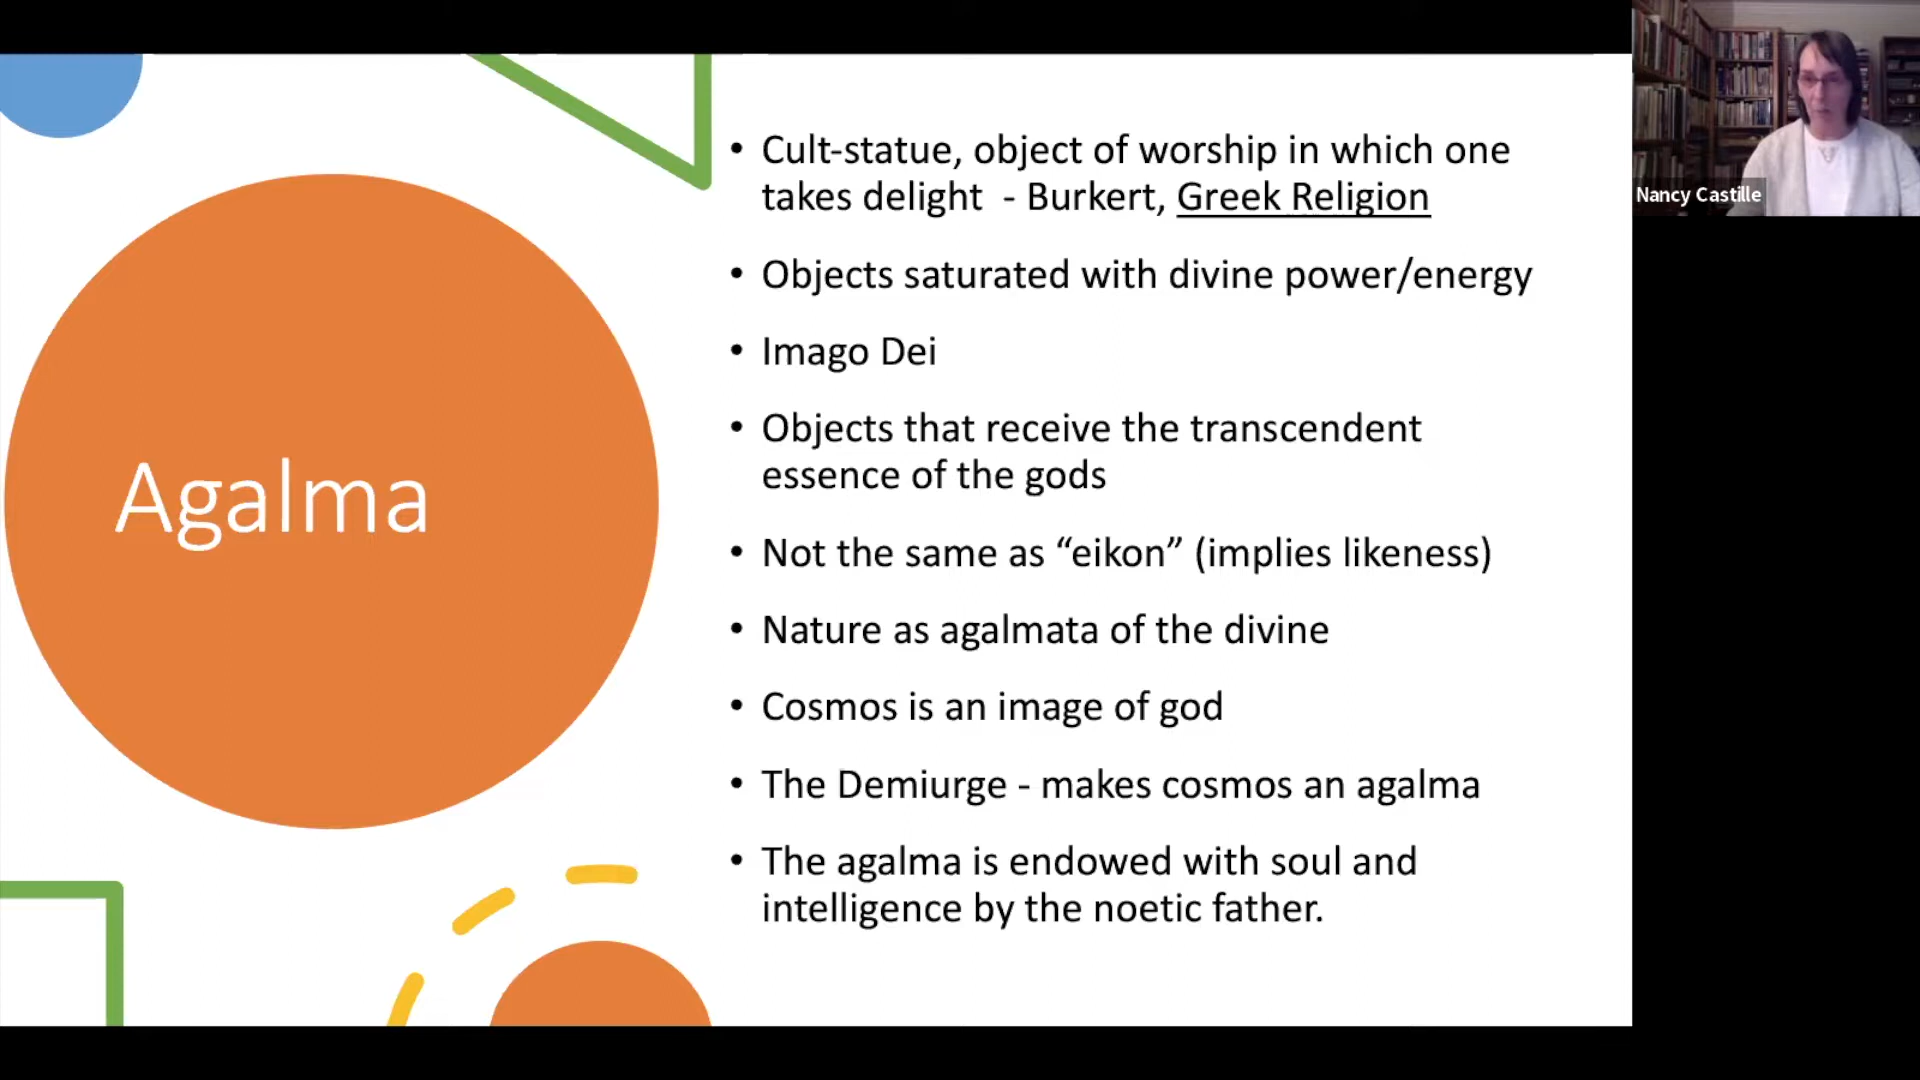 Agalma
• Cult-statue, object of worship in which one
takes delight - Burkert, Greek Religion
• Objects saturated with divine power/energy
• Imago Dei
• Objects that receive the transcendent
essence of the gods
• Not the same as “eikon” (implies likeness)
• Nature as agalmata of the divine
• Cosmos is an image of god
• The Demiurge - makes cosmos an agalma
• The agalma is endowed with soul and
intelligence by the noetic father.
Nancy Castille